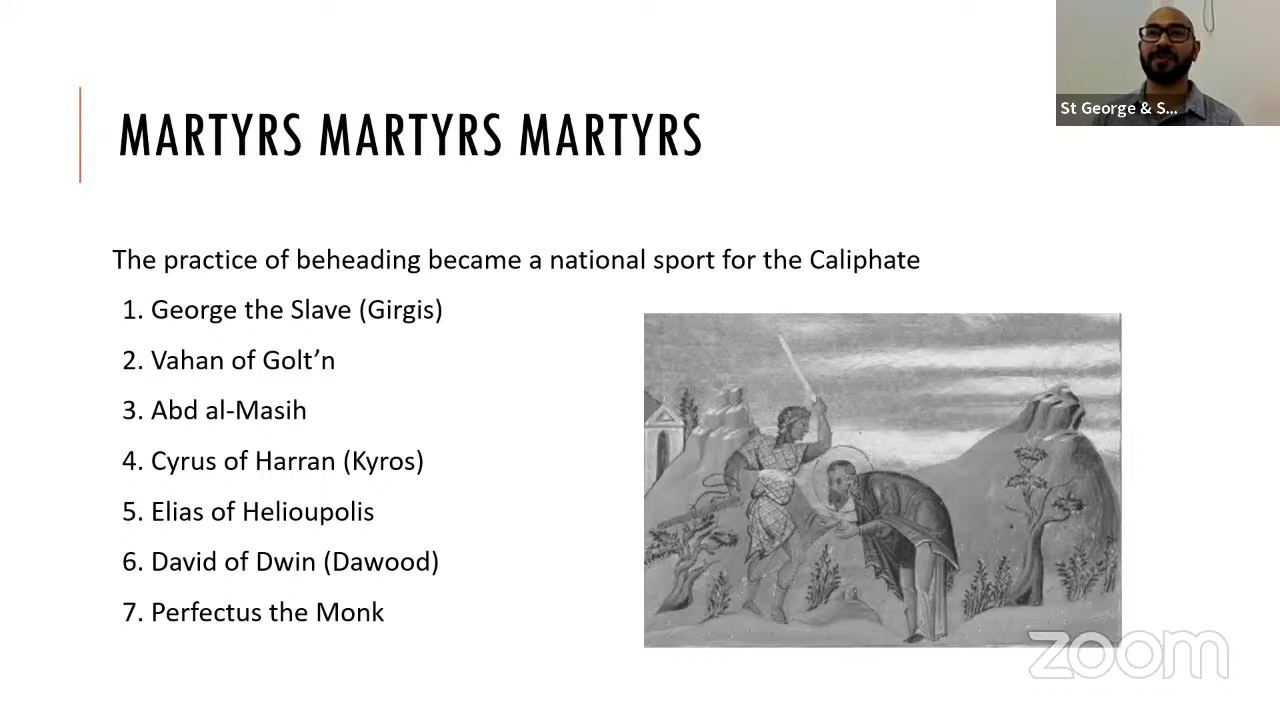 St George & S...
MARTYRS MARTYRS MARTYRS
The practice of beheading became a national sport for the Caliphate
1. George the Slave (Girgis)
2. Vahan of Golt’n
3. Abd al-Masih
4. Cyrus of Harran (Kyros)
5. Elias of Helioupolis
6. David of Dwin (Dawood)
7. Perfectus the Monk
zoom